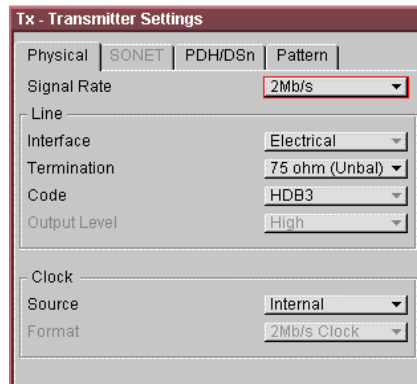 Tx - Transmitter Settings
Physical SONET PDH/DSn Pattern
Signal Rate 2Mb/s
Line
Interface Electrical
Termination 75 ohm (Unbal)
Code HDB3
Output Level High
Clock
Source Internal
Format 2Mb/s Clock